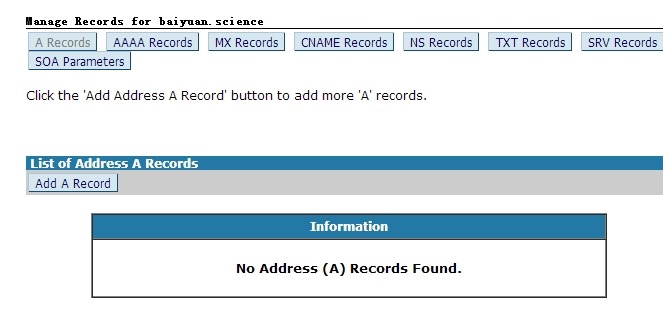 Manage Records for baiyuan.science
A Records AAAA Records MX Records CNAME Records NS Records TXT Records SRV Records
SOA Parameters
Click the 'Add Address A Record' button to add more 'A' records.
List of Address A Records
Add A Record
Information
No Address (A) Records Found.